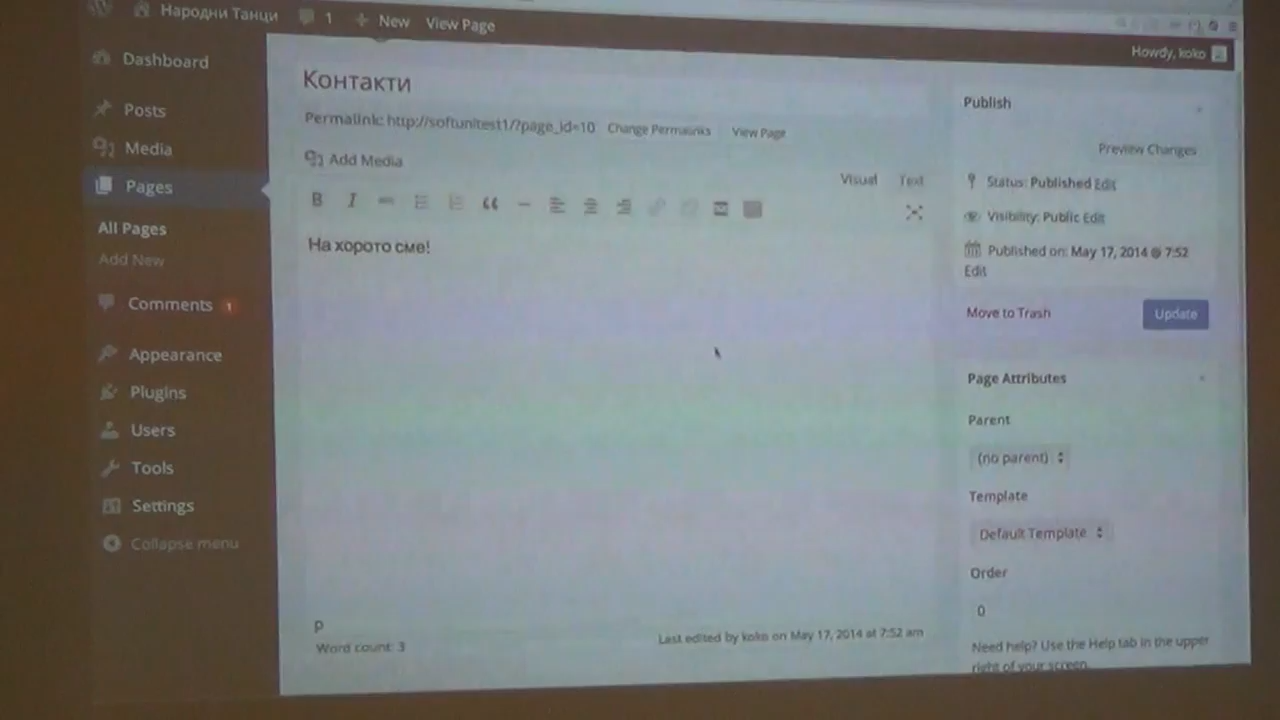 Народни Танци 1 New View Page
Howdy, koko
Dashboard
Posts
Media
Pages
All Pages
Add New
Comments 1
Appearance
Plugins
Users
Tools
Settings
Collapse menu
Контакти
Permalink: http://softunitest1/?page_id=10 Change Permalinks View Page
Add Media
Visual Text
B I
На хорото сме!
p
Word count: 3
Last edited by koko on May 17, 2014 at 7:52 am
Publish
Preview Changes
Status: Published Edit
Visibility: Public Edit
Published on: May 17, 2014 @ 7:52
Edit
Move to Trash Update
Page Attributes
Parent
(no parent)
Template
Default Template
Order
0
Need help? Use the Help tab in the upper
right of your screen.